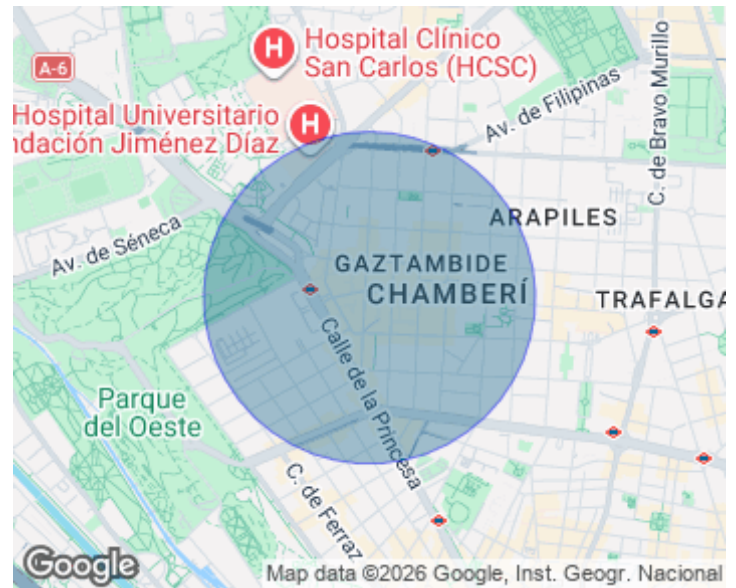 Hospital Clínico
San Carlos (HCSC)
A-6
Hospital Universitario
ndación Jiménez Díaz
Av. de Filipinas
C. de Bravo Murillo
Av. de Séneca
ARAPILES
GAZTAMBIDE
CHAMBERÍ
TRAFALGA
Calle de la Princesa
Parque
del Oeste
C. de Ferraz
Google
Map data ©2026 Google, Inst. Geogr. Nacional